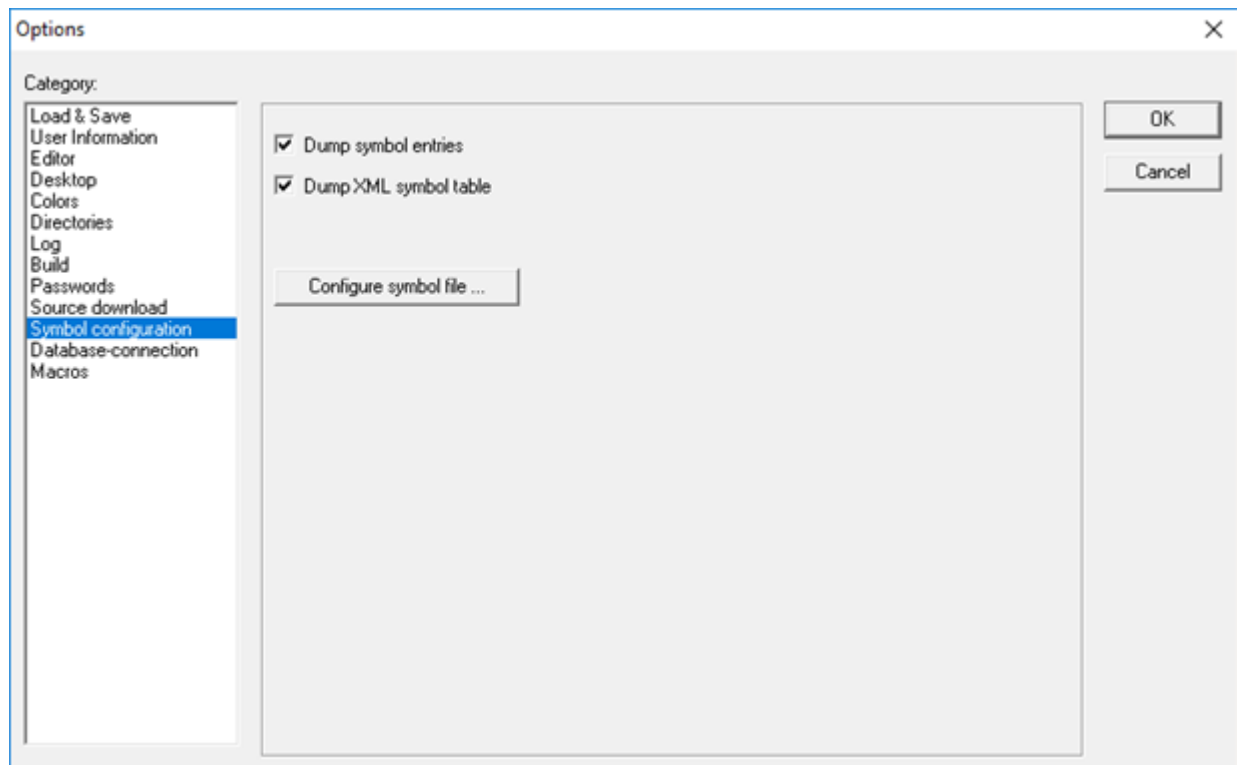 Options
Category:
Load & Save
User Information
Editor
Desktop
Colors
Directories
Log
Build
Passwords
Source download
Symbol configuration
Database-connection
Macros
Dump symbol entries
Dump XML symbol table
Configure symbol file ...
OK
Cancel